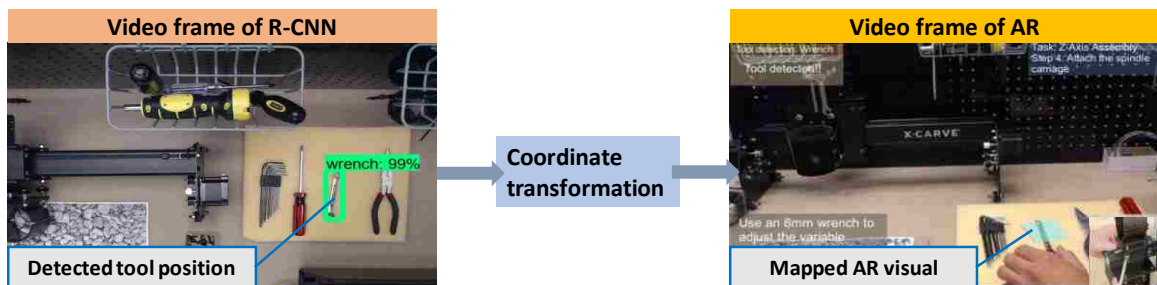 Video frame of R-CNN
Video frame of AR
wrench: 99%
Detected tool position
Coordinate
transformation
Tool detection: Wrench
Tool detected!!
Task: Z-Axis Assembly
Step 4: Attach the spindle
carriage
X-CARVE
Use an 8mm wrench to
adjust the variable
Mapped AR visual